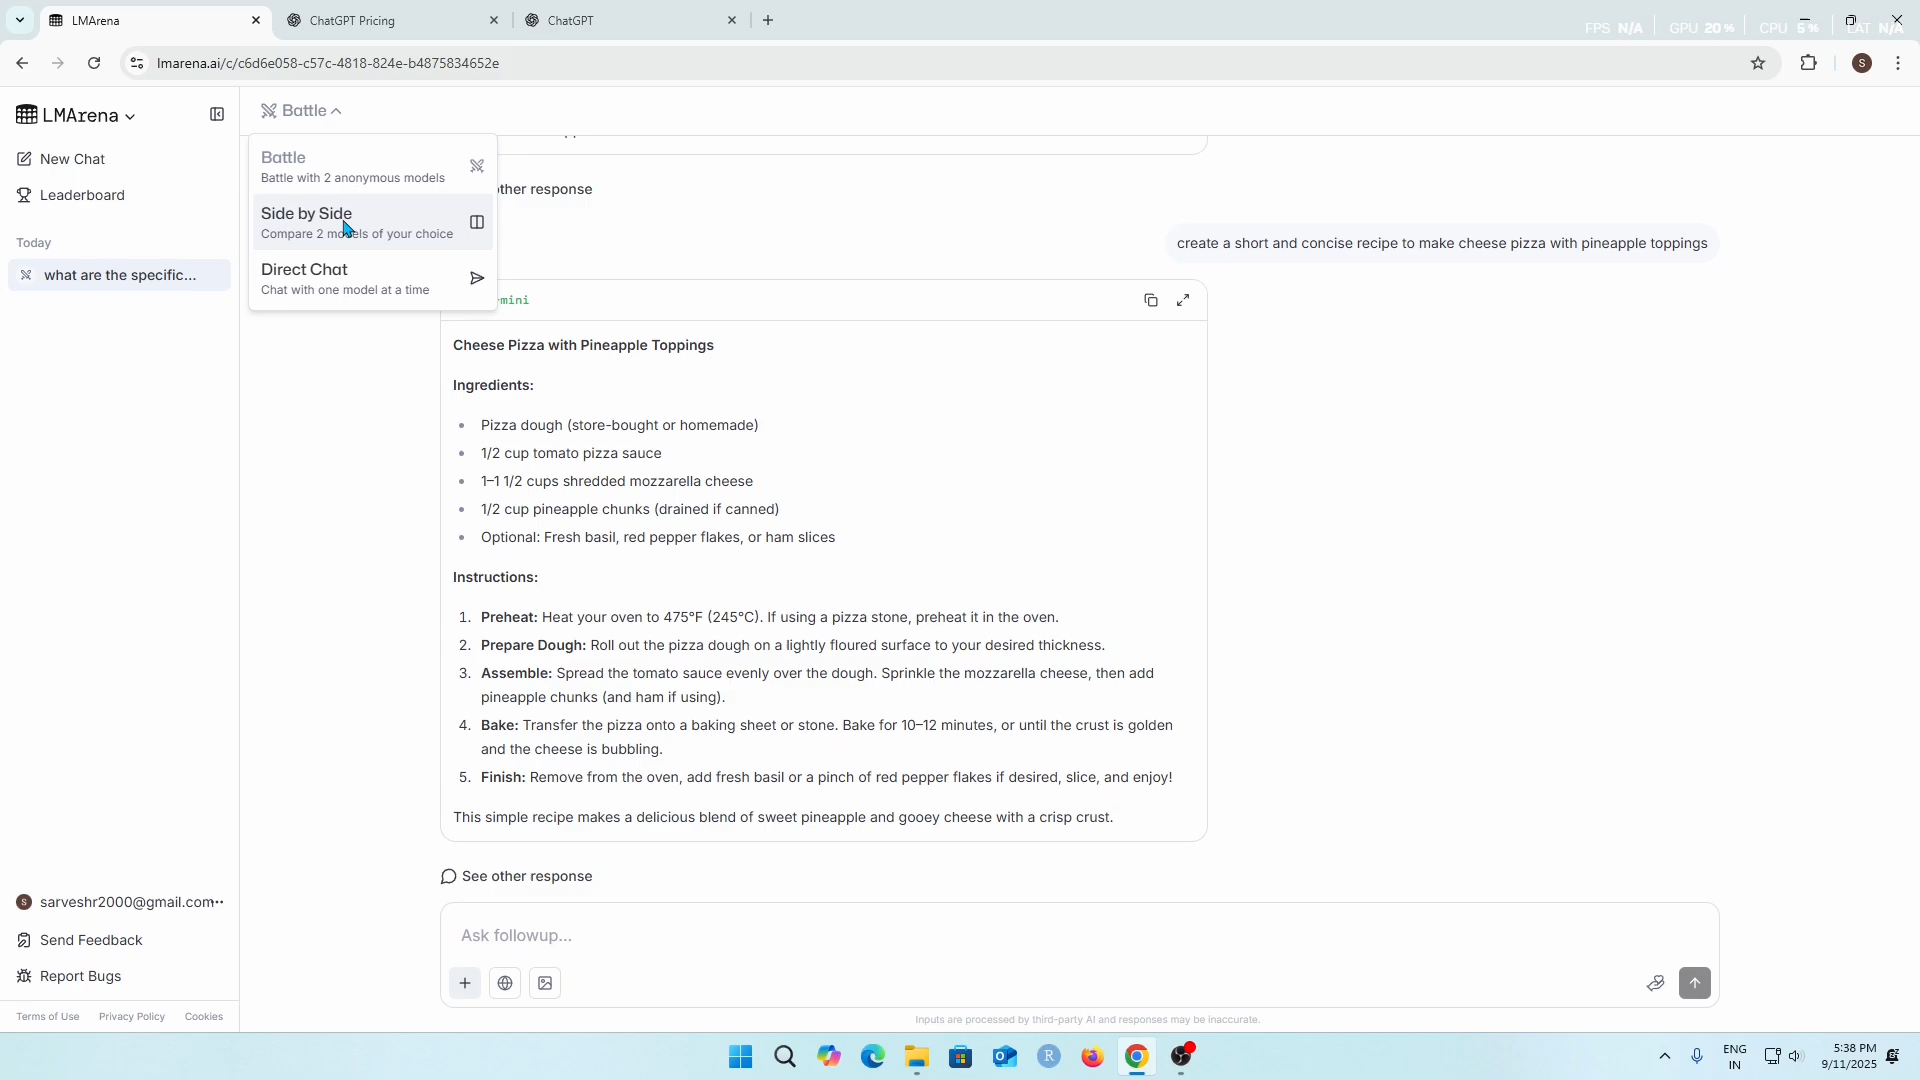 LMArena
ChatGPT Pricing
ChatGPT
FPS N/A GPU 20% CPU 5% LAT N/A
lmarena.ai/c/c6d6e058-c57c-4818-824e-b4875834652e
S
LMArena
New Chat
Leaderboard
Today
what are the specific...
Battle
Battle
Battle with 2 anonymous models
Side by Side
Compare 2 models of your choice
Direct Chat
Chat with one model at a time
other response
create a short and concise recipe to make cheese pizza with pineapple toppings
-mini
Cheese Pizza with Pineapple Toppings
Ingredients:
• Pizza dough (store-bought or homemade)
• 1/2 cup tomato pizza sauce
• 1–1 1/2 cups shredded mozzarella cheese
• 1/2 cup pineapple chunks (drained if canned)
• Optional: Fresh basil, red pepper flakes, or ham slices
Instructions:
1. Preheat: Heat your oven to 475°F (245°C). If using a pizza stone, preheat it in the oven.
2. Prepare Dough: Roll out the pizza dough on a lightly floured surface to your desired thickness.
3. Assemble: Spread the tomato sauce evenly over the dough. Sprinkle the mozzarella cheese, then add
pineapple chunks (and ham if using).
4. Bake: Transfer the pizza onto a baking sheet or stone. Bake for 10–12 minutes, or until the crust is golden
and the cheese is bubbling.
5. Finish: Remove from the oven, add fresh basil or a pinch of red pepper flakes if desired, slice, and enjoy!
This simple recipe makes a delicious blend of sweet pineapple and gooey cheese with a crisp crust.
See other response
Ask followup...
Inputs are processed by third-party AI and responses may be inaccurate.
S sarveshr2000@gmail.com
Send Feedback
Report Bugs
Terms of Use Privacy Policy Cookies
R
ENG
IN
5:38 PM
9/11/2025